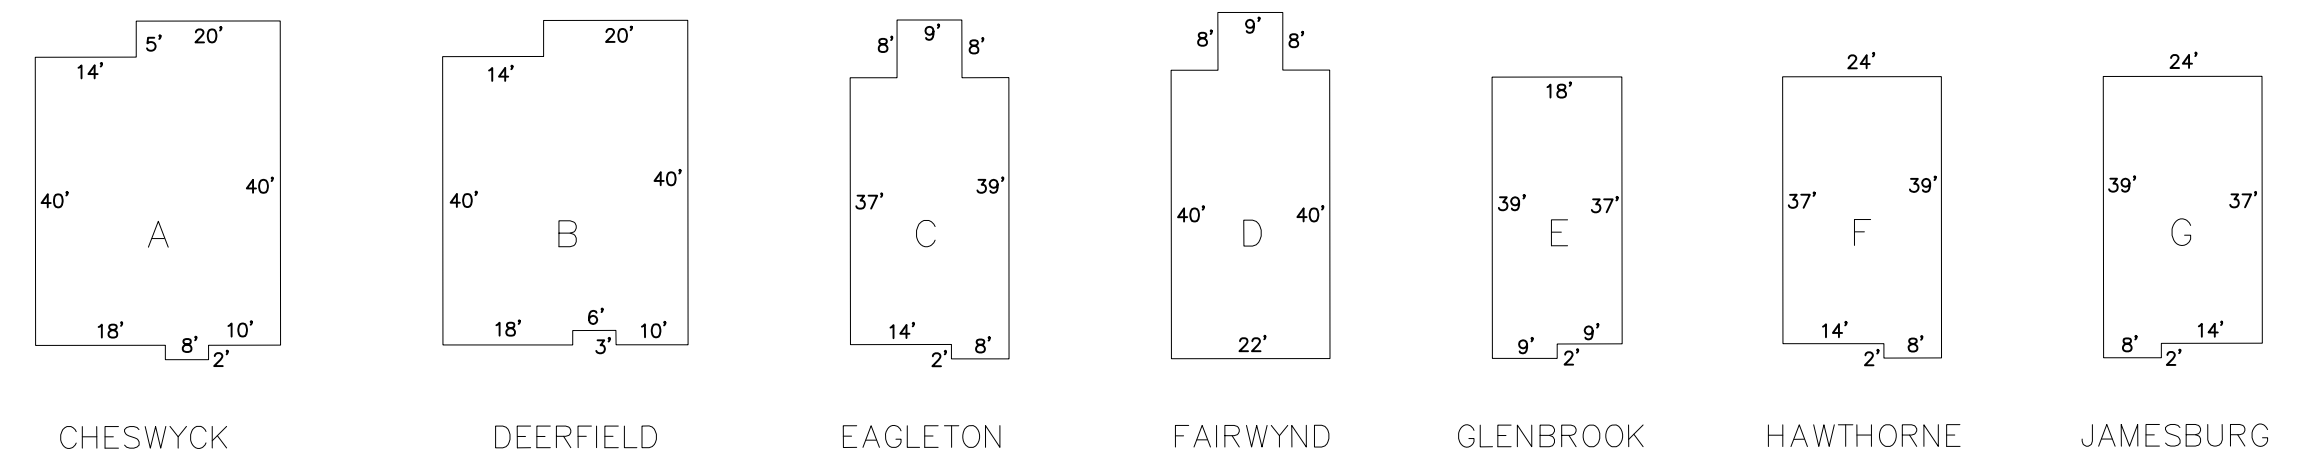 5' 20'
14'
40' 40'
A
18' 8' 10'
2'
CHESWYCK
20'
14'
40' 40'
B
18' 6' 10'
3'
DEERFIELD
9'
8' 8'
37' 39'
C
14' 8'
2'
EAGLETON
9'
8' 8'
40' 40'
D
22'
FAIRWYND
18'
39' 37'
E
9' 9'
2'
GLENBROOK
24'
37' 39'
F
14' 8'
2'
HAWTHORNE
24'
39' 37'
G
8' 14'
2'
JAMESBURG